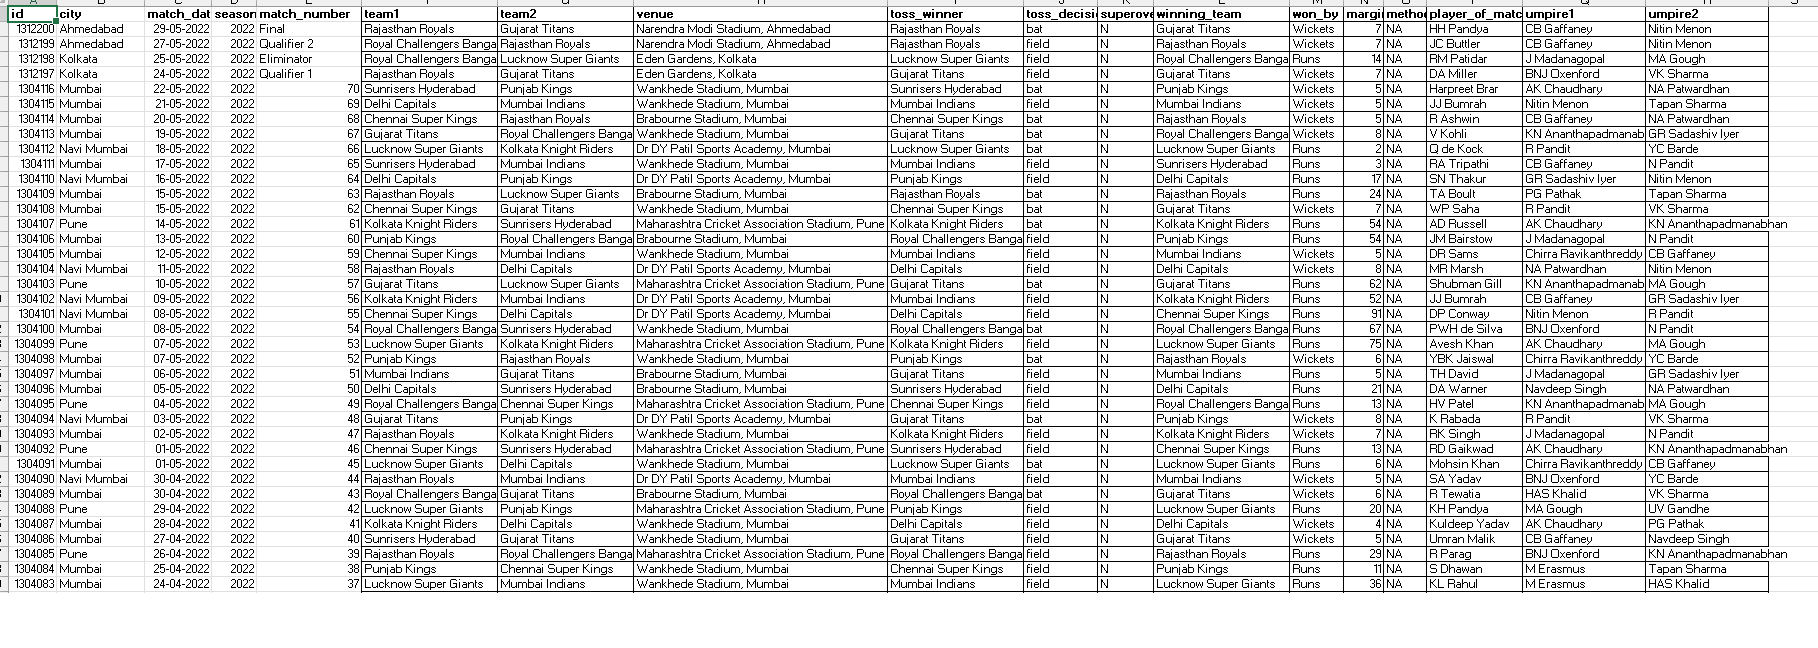 id city match_dat season match_number team1 team2 venue toss_winner toss_decisi superove winning_team won_by margi metho player_of_matc umpire1 umpire2
1312200 Ahmedabad 29-05-2022 2022 Final Rajasthan Royals Gujarat Titans Narendra Modi Stadium, Ahmedabad Rajasthan Royals bat N Gujarat Titans Wickets 7 NA HH Pandya CB Gaffaney Nitin Menon
1312199 Ahmedabad 27-05-2022 2022 Qualifier 2 Royal Challengers Banga Rajasthan Royals Narendra Modi Stadium, Ahmedabad Rajasthan Royals field N Rajasthan Royals Wickets 7 NA JC Buttler CB Gaffaney Nitin Menon
1312198 Kolkata 25-05-2022 2022 Eliminator Royal Challengers Banga Lucknow Super Giants Eden Gardens, Kolkata Lucknow Super Giants field N Royal Challengers Banga Runs 14 NA RM Patidar J Madanagopal MA Gough
1312197 Kolkata 24-05-2022 2022 Qualifier 1 Rajasthan Royals Gujarat Titans Eden Gardens, Kolkata Gujarat Titans field N Gujarat Titans Wickets 7 NA DA Miller BNJ Oxenford VK Sharma
1304116 Mumbai 22-05-2022 2022 70 Sunrisers Hyderabad Punjab Kings Wankhede Stadium, Mumbai Sunrisers Hyderabad bat N Punjab Kings Wickets 5 NA Harpreet Brar AK Chaudhary NA Patwardhan
1304115 Mumbai 21-05-2022 2022 69 Delhi Capitals Mumbai Indians Wankhede Stadium, Mumbai Mumbai Indians field N Mumbai Indians Wickets 5 NA JJ Bumrah Nitin Menon Tapan Sharma
1304114 Mumbai 20-05-2022 2022 68 Chennai Super Kings Rajasthan Royals Brabourne Stadium, Mumbai Chennai Super Kings bat N Rajasthan Royals Wickets 5 NA R Ashwin CB Gaffaney NA Patwardhan
1304113 Mumbai 19-05-2022 2022 67 Gujarat Titans Royal Challengers Banga Wankhede Stadium, Mumbai Gujarat Titans bat N Royal Challengers Banga Wickets 8 NA V Kohli KN Ananthapadmanab GR Sadashiv Iyer
1304112 Navi Mumbai 18-05-2022 2022 66 Lucknow Super Giants Kolkata Knight Riders Dr DY Patil Sports Academy, Mumbai Lucknow Super Giants bat N Lucknow Super Giants Runs 2 NA Q de Kock R Pandit YC Barde
1304111 Mumbai 17-05-2022 2022 65 Sunrisers Hyderabad Mumbai Indians Wankhede Stadium, Mumbai Mumbai Indians field N Sunrisers Hyderabad Runs 3 NA RA Tripathi CB Gaffaney N Pandit
1304110 Navi Mumbai 16-05-2022 2022 64 Delhi Capitals Punjab Kings Dr DY Patil Sports Academy, Mumbai Punjab Kings field N Delhi Capitals Runs 17 NA SN Thakur GR Sadashiv Iyer Nitin Menon
1304109 Mumbai 15-05-2022 2022 63 Rajasthan Royals Lucknow Super Giants Brabourne Stadium, Mumbai Rajasthan Royals bat N Rajasthan Royals Runs 24 NA TA Boult PG Pathak Tapan Sharma
1304108 Mumbai 15-05-2022 2022 62 Chennai Super Kings Gujarat Titans Wankhede Stadium, Mumbai Chennai Super Kings bat N Gujarat Titans Wickets 7 NA WP Saha R Pandit VK Sharma
1304107 Pune 14-05-2022 2022 61 Kolkata Knight Riders Sunrisers Hyderabad Maharashtra Cricket Association Stadium, Pune Kolkata Knight Riders bat N Kolkata Knight Riders Runs 54 NA AD Russell AK Chaudhary KN Ananthapadmanabhan
1304106 Mumbai 13-05-2022 2022 60 Punjab Kings Royal Challengers Banga Brabourne Stadium, Mumbai Royal Challengers Banga field N Punjab Kings Runs 54 NA JM Bairstow J Madanagopal N Pandit
1304105 Mumbai 12-05-2022 2022 59 Chennai Super Kings Mumbai Indians Wankhede Stadium, Mumbai Mumbai Indians field N Mumbai Indians Wickets 5 NA DR Sams Chirra Ravikanthreddy CB Gaffaney
1304104 Navi Mumbai 11-05-2022 2022 58 Rajasthan Royals Delhi Capitals Dr DY Patil Sports Academy, Mumbai Delhi Capitals field N Delhi Capitals Wickets 8 NA MR Marsh NA Patwardhan Nitin Menon
1304103 Pune 10-05-2022 2022 57 Gujarat Titans Lucknow Super Giants Maharashtra Cricket Association Stadium, Pune Gujarat Titans bat N Gujarat Titans Runs 62 NA Shubman Gill KN Ananthapadmanab MA Gough
1304102 Navi Mumbai 09-05-2022 2022 56 Kolkata Knight Riders Mumbai Indians Dr DY Patil Sports Academy, Mumbai Mumbai Indians field N Kolkata Knight Riders Runs 52 NA JJ Bumrah CB Gaffaney GR Sadashiv Iyer
1304101 Navi Mumbai 08-05-2022 2022 55 Chennai Super Kings Delhi Capitals Dr DY Patil Sports Academy, Mumbai Delhi Capitals field N Chennai Super Kings Runs 91 NA DP Conway Nitin Menon R Pandit
1304100 Mumbai 08-05-2022 2022 54 Royal Challengers Banga Sunrisers Hyderabad Wankhede Stadium, Mumbai Royal Challengers Banga bat N Royal Challengers Banga Runs 67 NA PWH de Silva BNJ Oxenford N Pandit
1304099 Pune 07-05-2022 2022 53 Lucknow Super Giants Kolkata Knight Riders Maharashtra Cricket Association Stadium, Pune Kolkata Knight Riders field N Lucknow Super Giants Runs 75 NA Avesh Khan AK Chaudhary MA Gough
1304098 Mumbai 07-05-2022 2022 52 Punjab Kings Rajasthan Royals Wankhede Stadium, Mumbai Punjab Kings bat N Rajasthan Royals Wickets 6 NA YBK Jaiswal Chirra Ravikanthreddy YC Barde
1304097 Mumbai 06-05-2022 2022 51 Mumbai Indians Gujarat Titans Brabourne Stadium, Mumbai Gujarat Titans field N Mumbai Indians Runs 5 NA TH David J Madanagopal GR Sadashiv Iyer
1304096 Mumbai 05-05-2022 2022 50 Delhi Capitals Sunrisers Hyderabad Brabourne Stadium, Mumbai Sunrisers Hyderabad field N Delhi Capitals Runs 21 NA DA Warner Navdeep Singh NA Patwardhan
1304095 Pune 04-05-2022 2022 49 Royal Challengers Banga Chennai Super Kings Maharashtra Cricket Association Stadium, Pune Chennai Super Kings field N Royal Challengers Banga Runs 13 NA HV Patel KN Ananthapadmanab MA Gough
1304094 Navi Mumbai 03-05-2022 2022 48 Gujarat Titans Punjab Kings Dr DY Patil Sports Academy, Mumbai Gujarat Titans bat N Punjab Kings Wickets 8 NA K Rabada R Pandit VK Sharma
1304093 Mumbai 02-05-2022 2022 47 Rajasthan Royals Kolkata Knight Riders Wankhede Stadium, Mumbai Kolkata Knight Riders field N Kolkata Knight Riders Wickets 7 NA RK Singh J Madanagopal N Pandit
1304092 Pune 01-05-2022 2022 46 Chennai Super Kings Sunrisers Hyderabad Maharashtra Cricket Association Stadium, Pune Sunrisers Hyderabad field N Chennai Super Kings Runs 13 NA RD Gaikwad AK Chaudhary KN Ananthapadmanabhan
1304091 Mumbai 01-05-2022 2022 45 Lucknow Super Giants Delhi Capitals Wankhede Stadium, Mumbai Lucknow Super Giants bat N Lucknow Super Giants Runs 6 NA Mohsin Khan Chirra Ravikanthreddy CB Gaffaney
1304090 Navi Mumbai 30-04-2022 2022 44 Rajasthan Royals Mumbai Indians Dr DY Patil Sports Academy, Mumbai Mumbai Indians field N Mumbai Indians Wickets 5 NA SA Yadav BNJ Oxenford YC Barde
1304089 Mumbai 30-04-2022 2022 43 Royal Challengers Banga Gujarat Titans Brabourne Stadium, Mumbai Royal Challengers Banga bat N Gujarat Titans Wickets 6 NA R Tewatia HAS Khalid VK Sharma
1304088 Pune 29-04-2022 2022 42 Lucknow Super Giants Punjab Kings Maharashtra Cricket Association Stadium, Pune Punjab Kings field N Lucknow Super Giants Runs 20 NA KH Pandya MA Gough UV Gandhe
1304087 Mumbai 28-04-2022 2022 41 Kolkata Knight Riders Delhi Capitals Wankhede Stadium, Mumbai Delhi Capitals field N Delhi Capitals Wickets 4 NA Kuldeep Yadav AK Chaudhary PG Pathak
1304086 Mumbai 27-04-2022 2022 40 Sunrisers Hyderabad Gujarat Titans Wankhede Stadium, Mumbai Gujarat Titans field N Gujarat Titans Wickets 5 NA Umran Malik CB Gaffaney Navdeep Singh
1304085 Pune 26-04-2022 2022 39 Rajasthan Royals Royal Challengers Banga Maharashtra Cricket Association Stadium, Pune Royal Challengers Banga field N Rajasthan Royals Runs 29 NA R Parag BNJ Oxenford KN Ananthapadmanabhan
1304084 Mumbai 25-04-2022 2022 38 Punjab Kings Chennai Super Kings Wankhede Stadium, Mumbai Chennai Super Kings field N Punjab Kings Runs 11 NA S Dhawan M Erasmus Tapan Sharma
1304083 Mumbai 24-04-2022 2022 37 Lucknow Super Giants Mumbai Indians Wankhede Stadium, Mumbai Mumbai Indians field N Lucknow Super Giants Runs 36 NA KL Rahul M Erasmus HAS Khalid